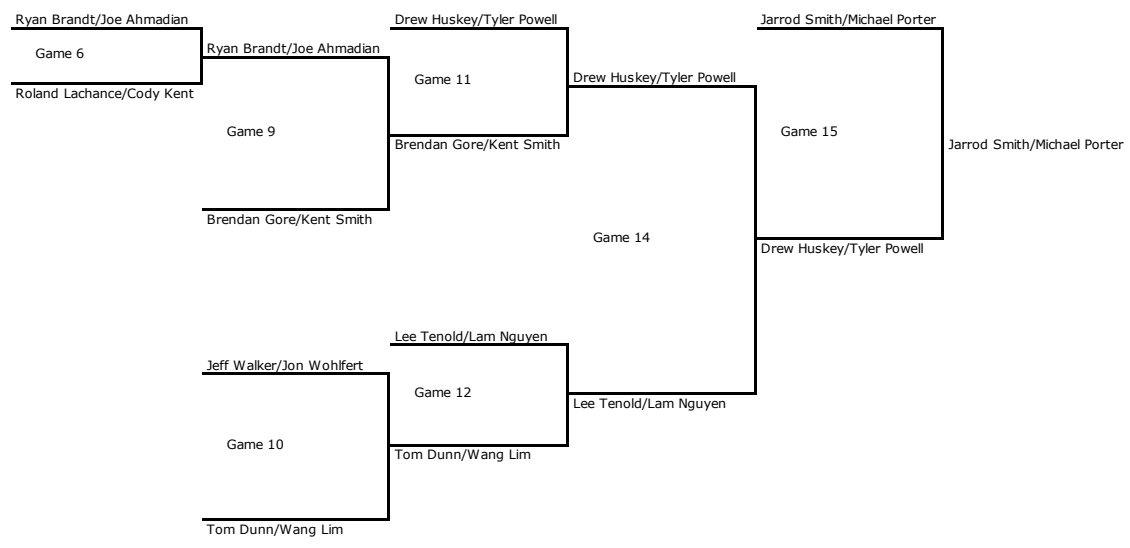 Ryan Brandt/Joe Ahmadian
Game 6
Roland Lachance/Cody Kent
Ryan Brandt/Joe Ahmadian
Game 9
Brendan Gore/Kent Smith
Jeff Walker/Jon Wohlfert
Game 10
Tom Dunn/Wang Lim
Drew Huskey/Tyler Powell
Game 11
Brendan Gore/Kent Smith
Lee Tenold/Lam Nguyen
Game 12
Tom Dunn/Wang Lim
Drew Huskey/Tyler Powell
Game 14
Lee Tenold/Lam Nguyen
Jarrod Smith/Michael Porter
Game 15
Drew Huskey/Tyler Powell
Jarrod Smith/Michael Porter